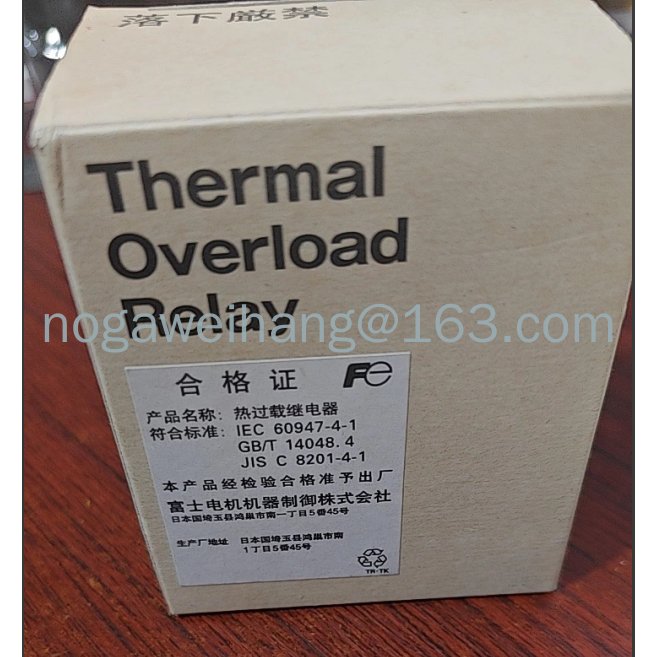 落下厳禁
Thermal
Overload
Relay
nogaweihang@163.com
合格证 Fe
产品名称: 热过载继电器
符合标准: IEC 60947-4-1
GB/T 14048.4
JIS C 8201-4-1
本产品经检验合格准予出厂
富士电机机器制御株式会社
日本国埼玉县鸿巢市南一丁目5番45号
生产厂地址 日本国埼玉县鸿巢市南
1丁目5番45号
TR·TK